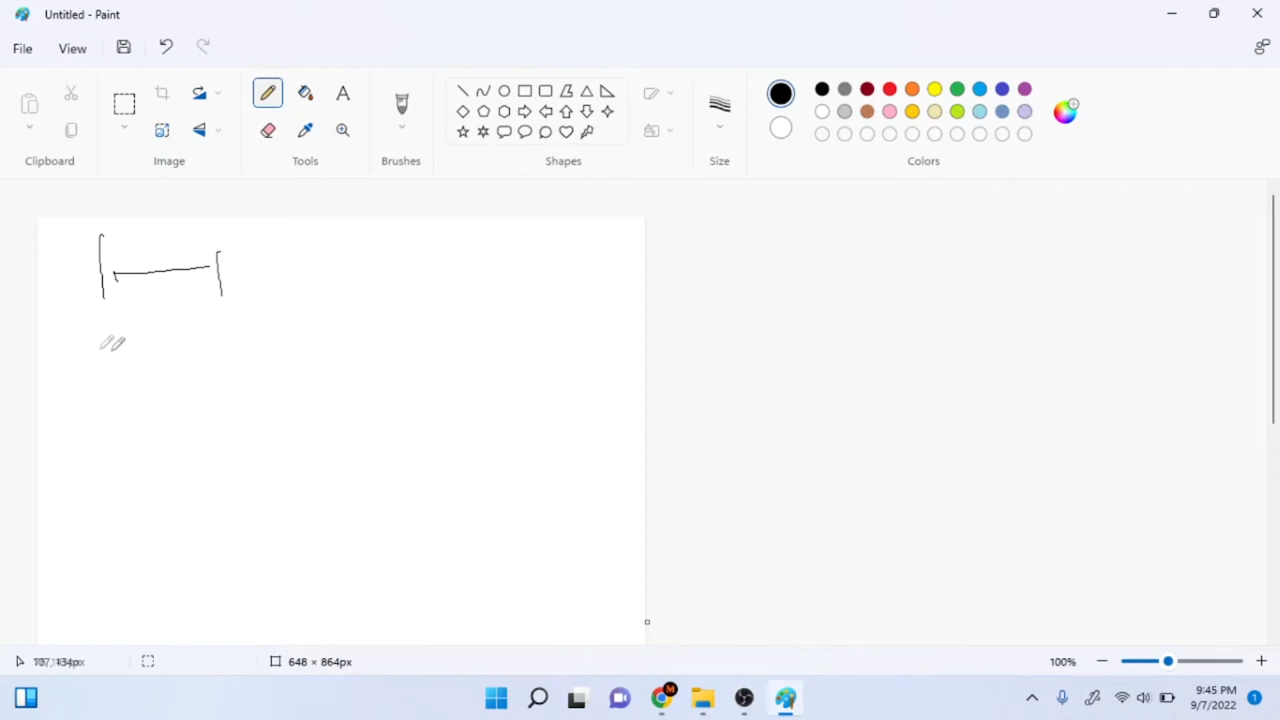 Untitled - Paint
File View
Clipboard Image Tools Brushes Shapes Size Colors
648 × 864px 100%
9:45 PM
9/7/2022